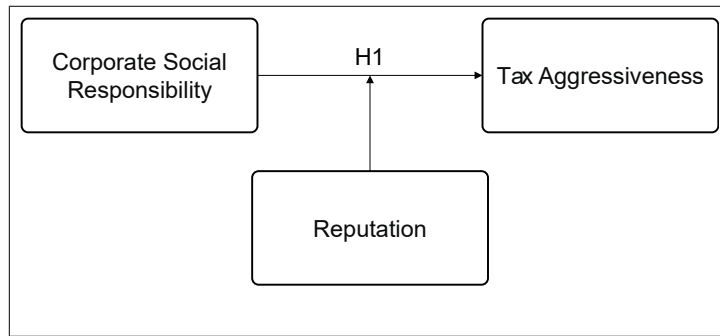 Corporate Social
Responsibility
H1
Tax Aggressiveness
Reputation